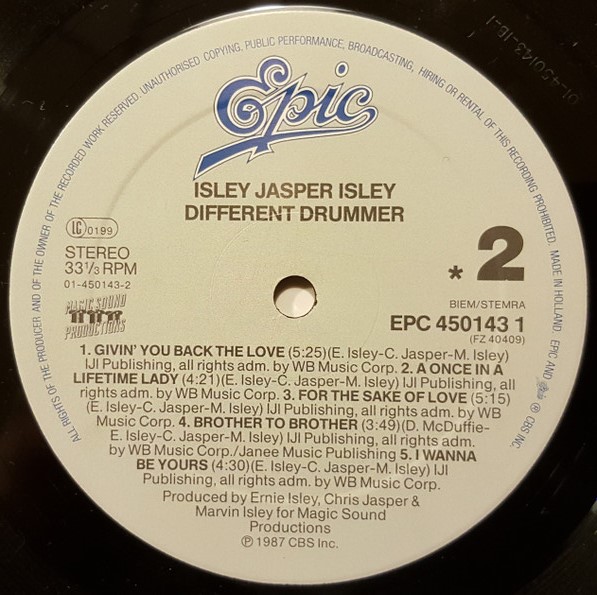 ALL RIGHTS OF THE PRODUCER AND OF THE OWNER OF THE RECORDED WORK RESERVED. UNAUTHORISED COPYING, PUBLIC PERFORMANCE, BROADCASTING, HIRING OR RENTAL OF THIS RECORDING PROHIBITED. MADE IN HOLLAND. EPIC AND ℗ CBS INC.
Epic
ISLEY JASPER ISLEY
DIFFERENT DRUMMER
LC 0199
STEREO
33 1/3 RPM
01-450143-2
* 2
MAGIC SOUND
PRODUCTIONS
BIEM/STEMRA
EPC 450143 1
(FZ 40409)
1. GIVIN' YOU BACK THE LOVE (5:25)(E. Isley-C. Jasper-M. Isley)
IJI Publishing, all rights adm. by WB Music Corp. 2. A ONCE IN A
LIFETIME LADY (4:21)(E. Isley-C. Jasper-M. Isley) IJI Publishing, all
rights adm. by WB Music Corp. 3. FOR THE SAKE OF LOVE (5:15)
(E. Isley-C. Jasper-M. Isley) IJI Publishing, all rights adm. by WB
Music Corp. 4. BROTHER TO BROTHER (3:49)(D. McDuffie-
E. Isley-C. Jasper-M. Isley) IJI Publishing, all rights adm.
by WB Music Corp./Janee Music Publishing 5. I WANNA
BE YOURS (4:30)(E. Isley-C. Jasper-M. Isley) IJI
Publishing, all rights adm. by WB Music Corp.
Produced by Ernie Isley, Chris Jasper &
Marvin Isley for Magic Sound
Productions
℗ 1987 CBS Inc.